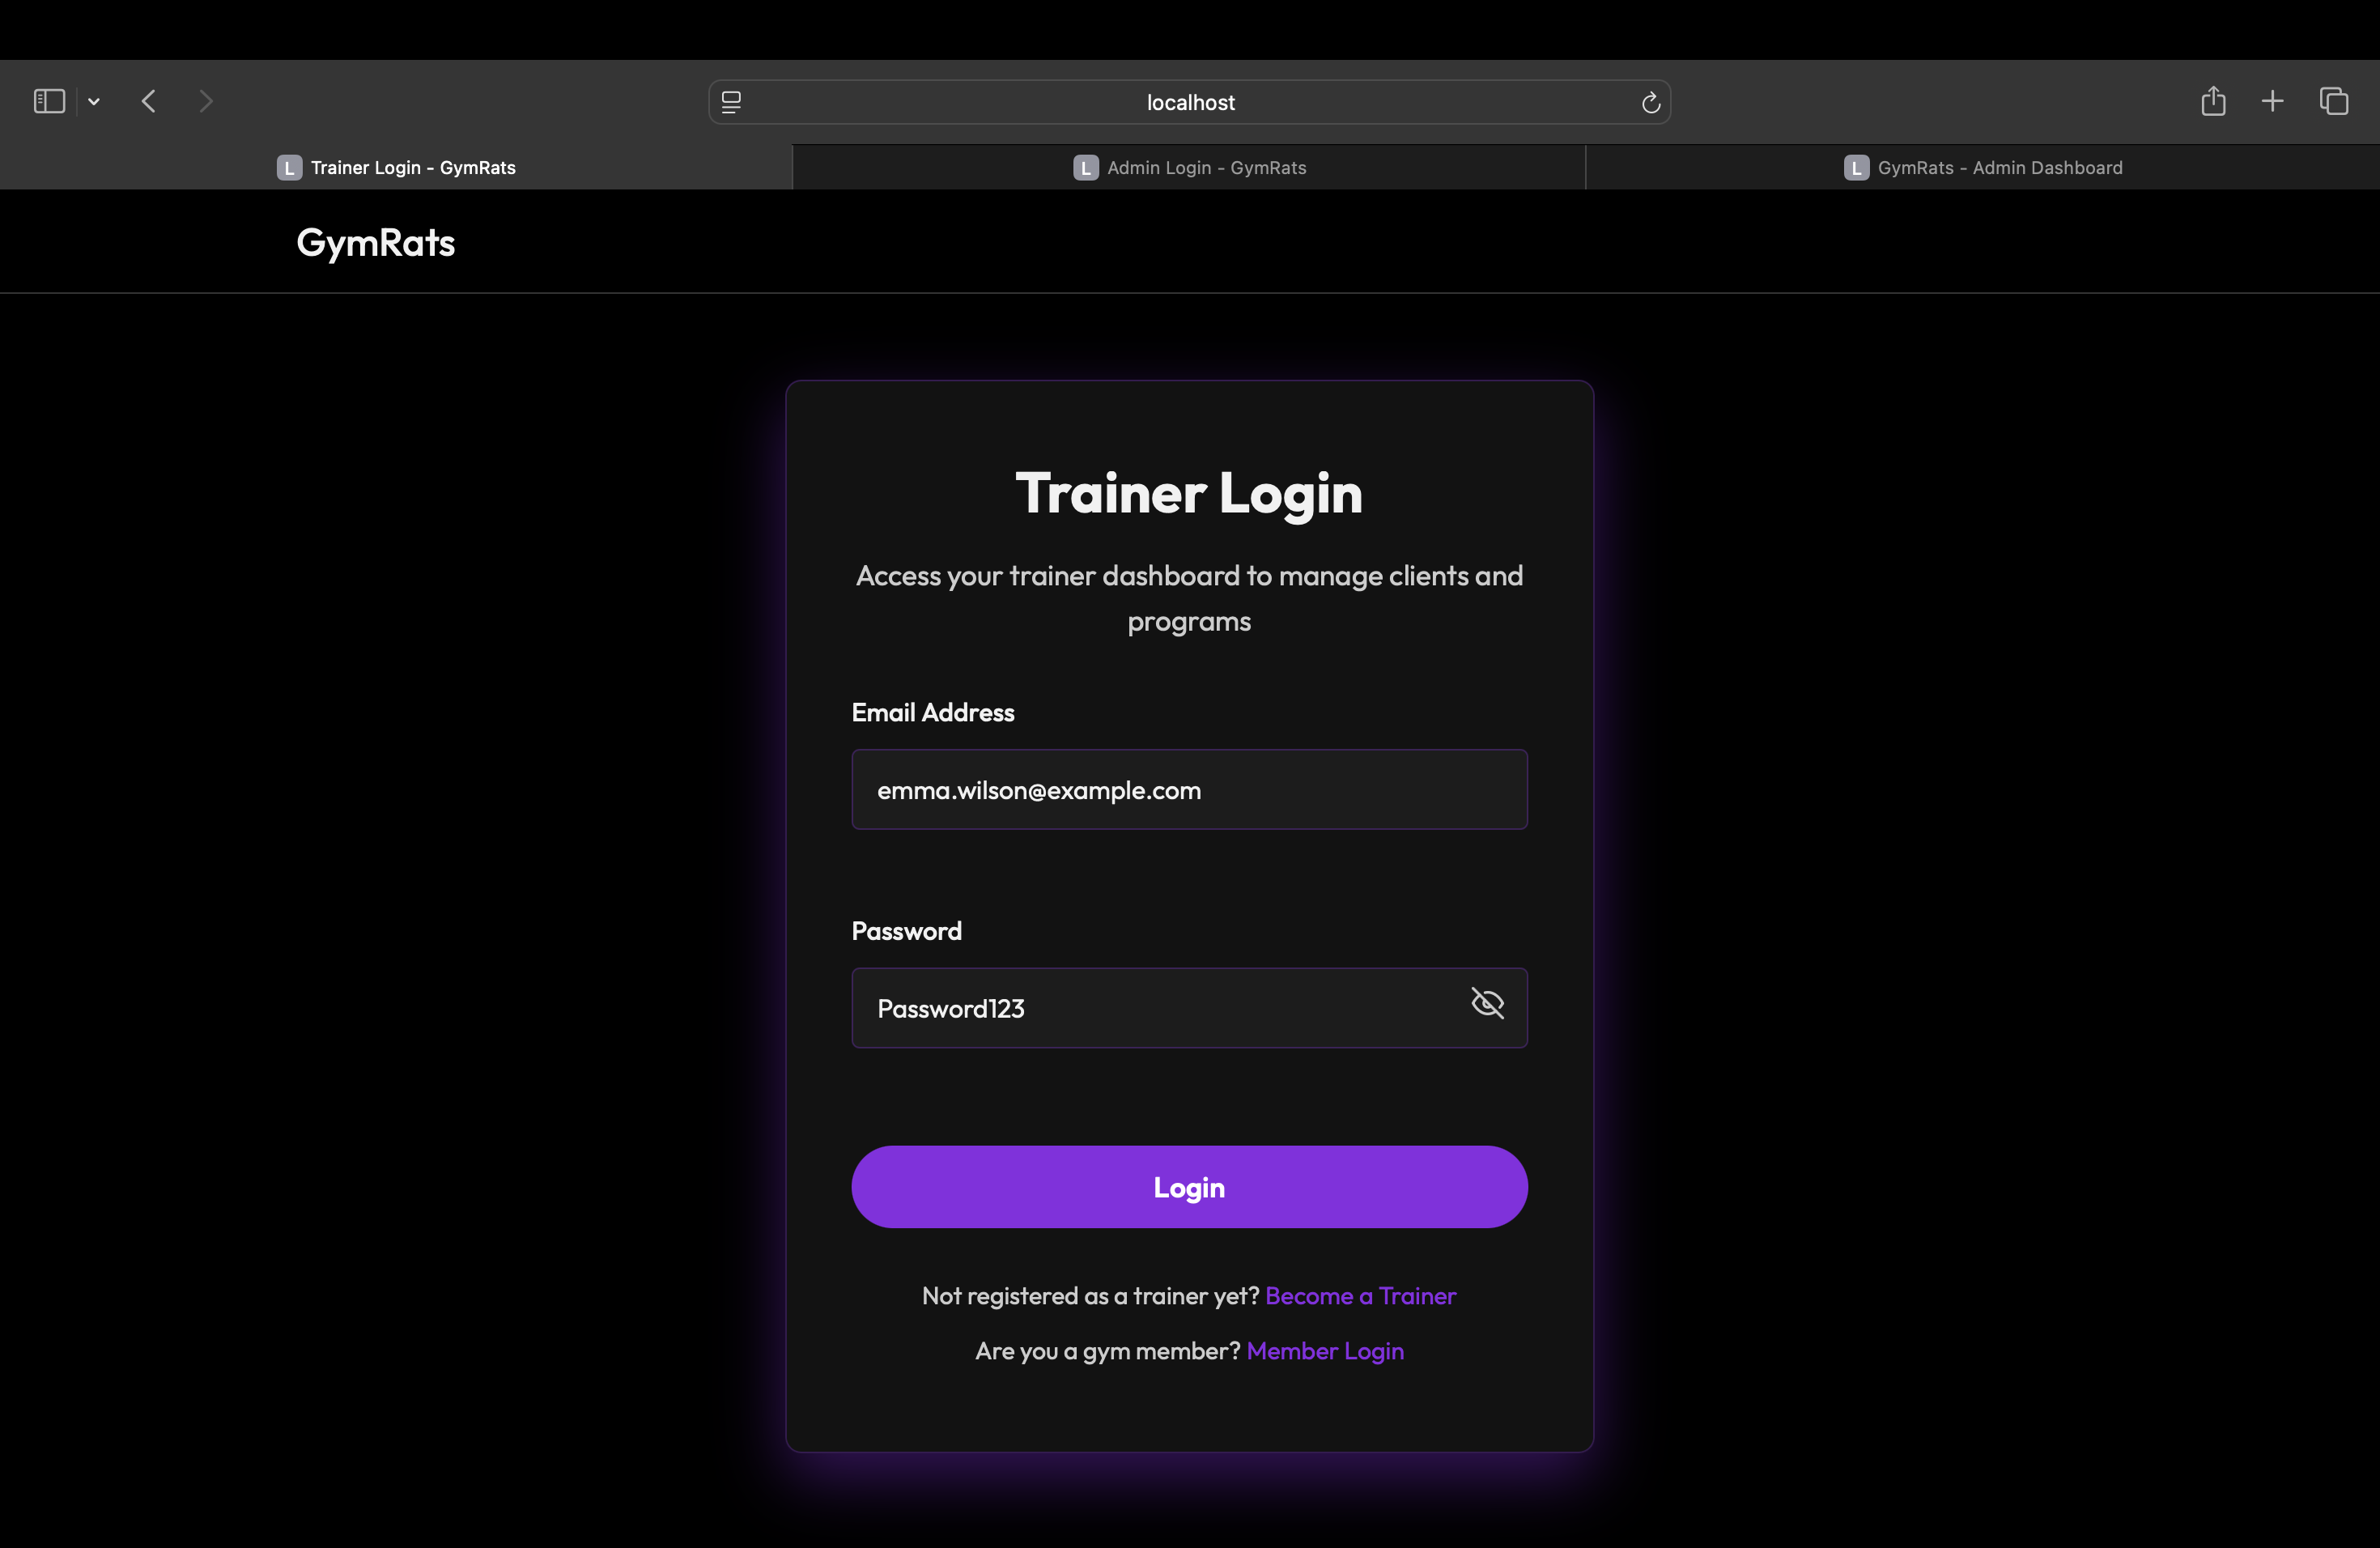 localhost
L Trainer Login - GymRats
L Admin Login - GymRats
L GymRats - Admin Dashboard
GymRats
Trainer Login
Access your trainer dashboard to manage clients and
programs
Email Address
emma.wilson@example.com
Password
Password123
Login
Not registered as a trainer yet? Become a Trainer
Are you a gym member? Member Login